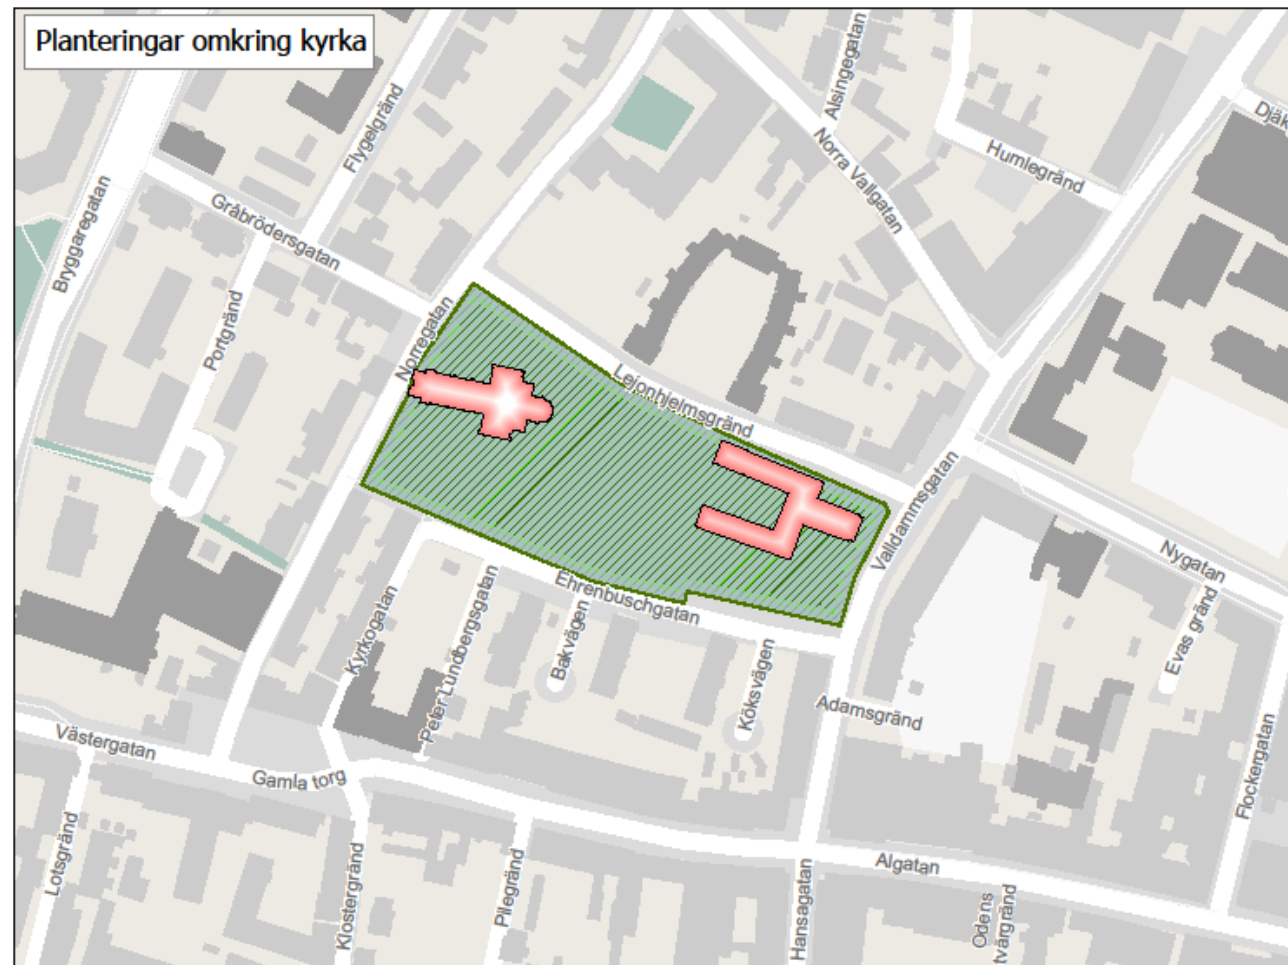 Planteringar omkring kyrka
Alsingegatan
Flygelgränd
Djäk
Norra Vallgatan
Humlegränd
Bryggaregatan
Gråbrödersgatan
Portgränd
Norregatan
Lejonhjelmsgränd
Valldammsgatan
Nygatan
Ehrenbuschgatan
Kyrkogatan
Peter Lundbergsgatan
Bakvägen
Köksvägen
Evas gränd
Adamsgränd
Västergatan
Gamla torg
Flockergatan
Lotsgränd
Klostergränd
Pilegränd
Hansagatan
Algatan
Odens
tvärgränd